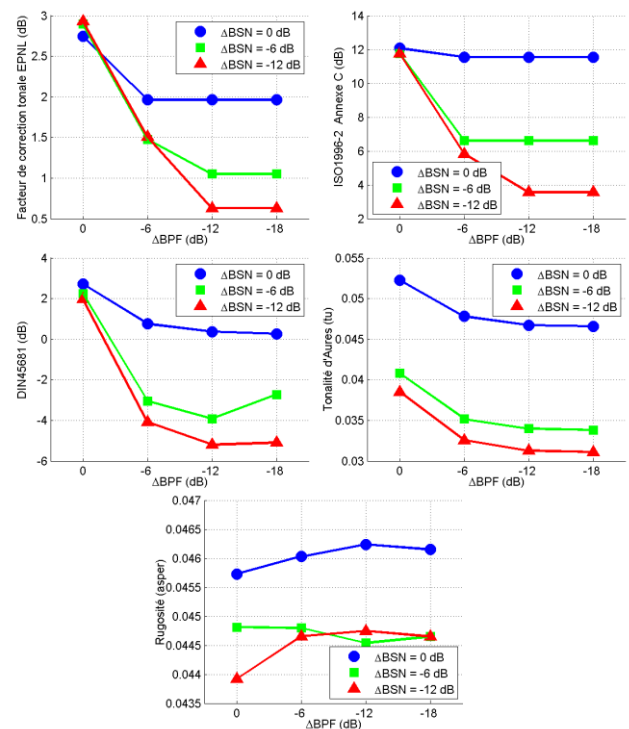 Facteur de correction tonale EPNL (dB)
3
2.5
2
1.5
1
0.5
0
-6
-12
-18
ΔBPF (dB)
ΔBSN = 0 dB
ΔBSN = -6 dB
ΔBSN = -12 dB
ISO1996-2 Annexe C (dB)
14
12
10
8
6
4
2
0
-6
-12
-18
ΔBPF (dB)
ΔBSN = 0 dB
ΔBSN = -6 dB
ΔBSN = -12 dB
DIN45681 (dB)
4
2
0
-2
-4
-6
0
-6
-12
-18
ΔBPF (dB)
ΔBSN = 0 dB
ΔBSN = -6 dB
ΔBSN = -12 dB
Tonalité d'Aures (tu)
0.055
0.05
0.045
0.04
0.035
0.03
0
-6
-12
-18
ΔBPF (dB)
ΔBSN = 0 dB
ΔBSN = -6 dB
ΔBSN = -12 dB
Rugosité (asper)
0.047
0.0465
0.046
0.0455
0.045
0.0445
0.044
0.0435
0
-6
-12
-18
ΔBPF (dB)
ΔBSN = 0 dB
ΔBSN = -6 dB
ΔBSN = -12 dB